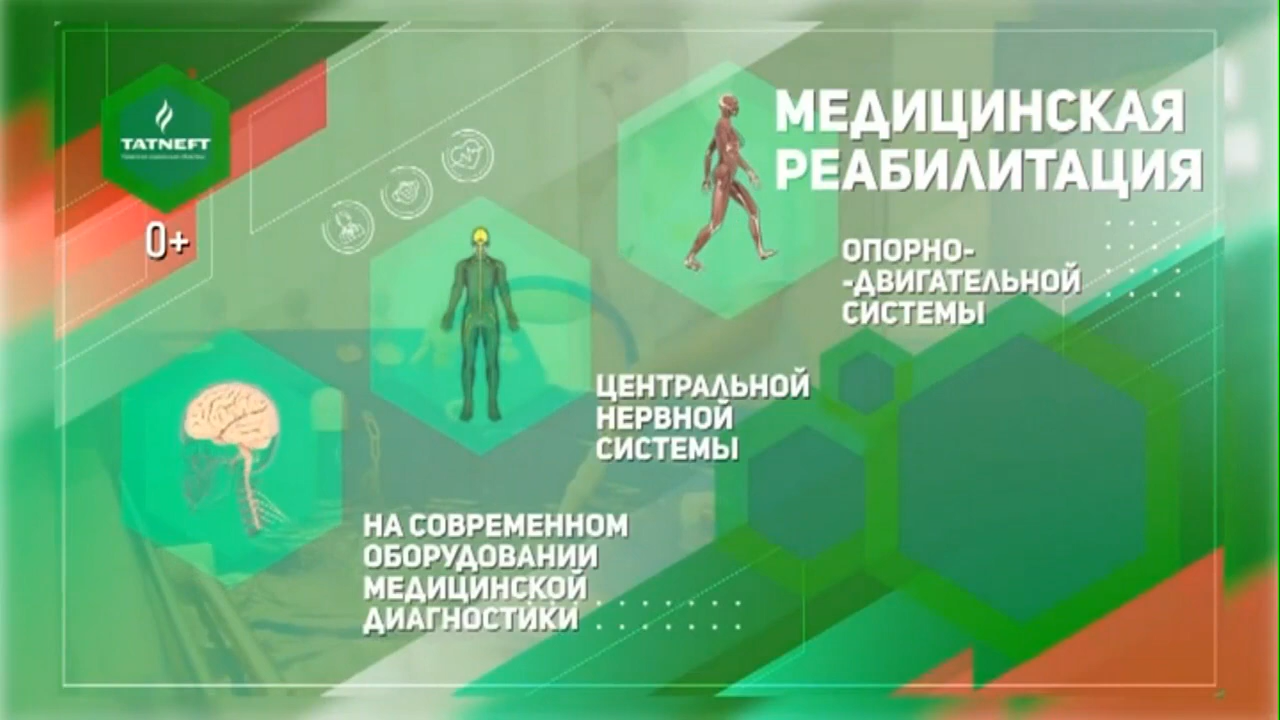 TATNEFT
0+
МЕДИЦИНСКАЯ
РЕАБИЛИТАЦИЯ
ОПОРНО-
-ДВИГАТЕЛЬНОЙ
СИСТЕМЫ
ЦЕНТРАЛЬНОЙ
НЕРВНОЙ
СИСТЕМЫ
НА СОВРЕМЕННОМ
ОБОРУДОВАНИИ
МЕДИЦИНСКОЙ
ДИАГНОСТИКИ